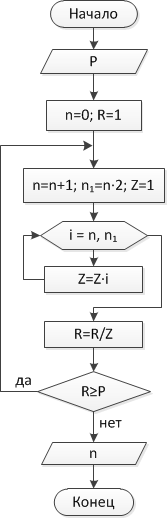 Начало
P
n=0; R=1
n=n+1; n₁=n·2; Z=1
i = n, n₁
Z=Z·i
R=R/Z
R≥P
да
нет
n
Конец